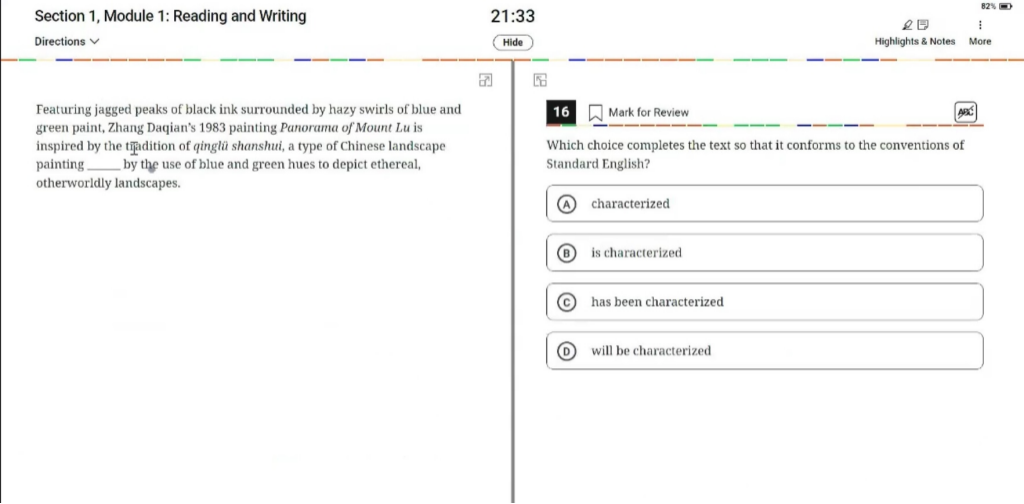 Section 1, Module 1: Reading and Writing
21:33
82%
Directions
Hide
Highlights & Notes
More
Featuring jagged peaks of black ink surrounded by hazy swirls of blue and
green paint, Zhang Daqian's 1983 painting Panorama of Mount Lu is
inspired by the tradition of qinglü shanshui, a type of Chinese landscape
painting _____ by the use of blue and green hues to depict ethereal,
otherworldly landscapes.
16
Mark for Review
ABC
Which choice completes the text so that it conforms to the conventions of
Standard English?
A characterized
B is characterized
C has been characterized
D will be characterized